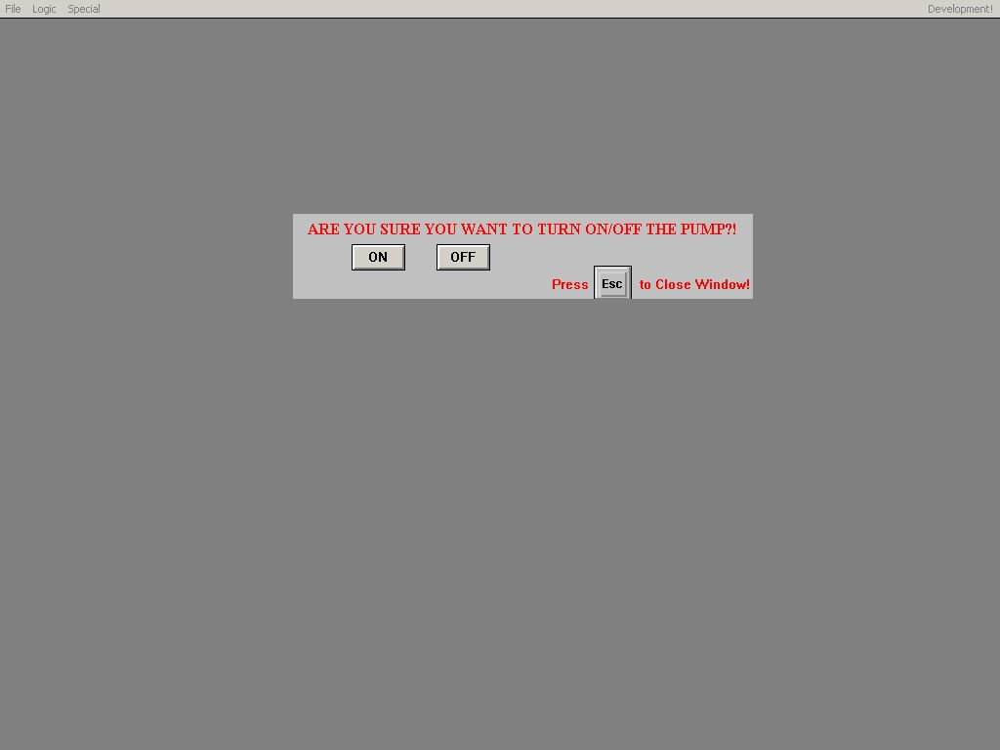 File Logic Special Development!
ARE YOU SURE YOU WANT TO TURN ON/OFF THE PUMP?!
ON OFF
Press Esc to Close Window!